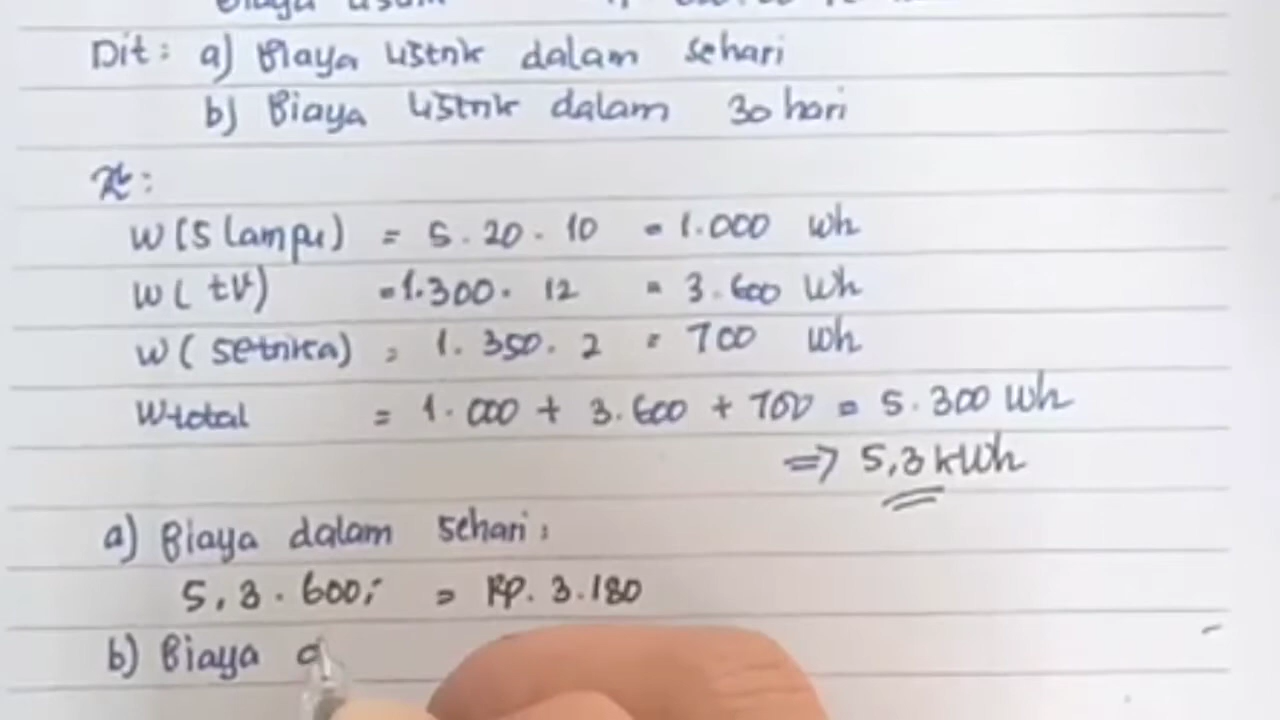 Biaya
Dit: a) Biaya listrik dalam sehari
b) Biaya listrik dalam 30 hari
W (5 lampu) = 5. 20. 10 = 1.000 Wh
W ( tv) = 1.300. 12 = 3.600 Wh
W ( setrika) = 1. 350. 2 = 700 Wh
Wtotal = 1.000 + 3.600 + 700 = 5.300 Wh
=> 5,3 kWh
a) Biaya dalam sehari:
5,3. 600,- = Rp. 3.180
b) Biaya d